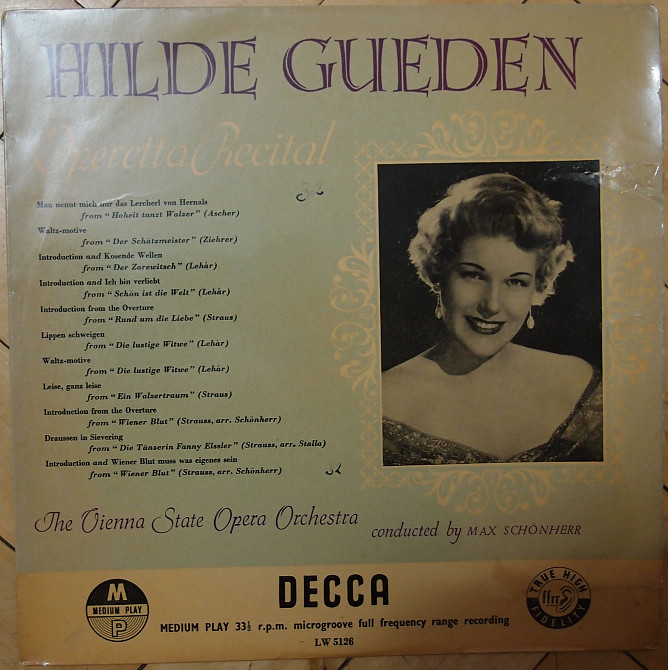 HILDE GUEDEN
Operetta Recital
Man nennt mich nur das Lercherl von Hernals
from "Hoheit tanzt Walzer" (Ascher)
Waltz-motive
from "Der Schätzmeister" (Ziehrer)
Introduction and Kosende Wellen
from "Der Zarewitsch" (Lehàr)
Introduction and Ich bin verliebt
from "Schön ist die Welt" (Lehàr)
Introduction from the Overture
from "Rund um die Liebe" (Straus)
Lippen schweigen
from "Die lustige Witwe" (Lehàr)
Waltz-motive
from "Die lustige Witwe" (Lehàr)
Leise, ganz leise
from "Ein Walzertraum" (Straus)
Introduction from the Overture
from "Wiener Blut" (Strauss, arr. Schönherr)
Draussen in Sievering
from "Die Tänzerin Fanny Elssler" (Strauss, arr. Stalla)
Introduction and Wiener Blut muss was eigenes sein
from "Wiener Blut" (Strauss, arr. Schönherr)
The Vienna State Opera Orchestra
conducted by MAX SCHÖNHERR
M
MEDIUM PLAY
P
DECCA
MEDIUM PLAY 33⅓ r.p.m. microgroove full frequency range recording
LW 5126
TRUE HIGH
ffrr
FIDELITY